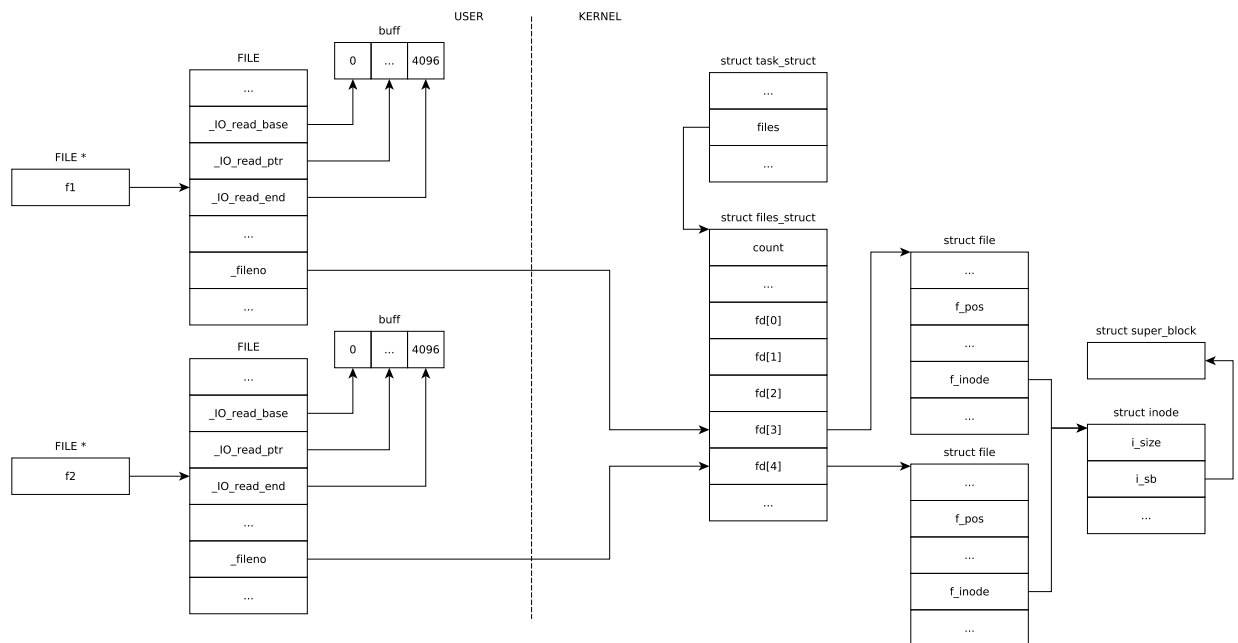 USER
KERNEL
buff
0 ... 4096
FILE
...
_IO_read_base
_IO_read_ptr
_IO_read_end
...
_fileno
...
FILE *
f1
buff
0 ... 4096
FILE
...
_IO_read_base
_IO_read_ptr
_IO_read_end
...
_fileno
...
FILE *
f2
struct task_struct
...
files
...
struct files_struct
count
...
fd[0]
fd[1]
fd[2]
fd[3]
fd[4]
...
struct file
...
f_pos
...
f_inode
...
struct file
...
f_pos
...
f_inode
...
struct super_block
struct inode
i_size
i_sb
...